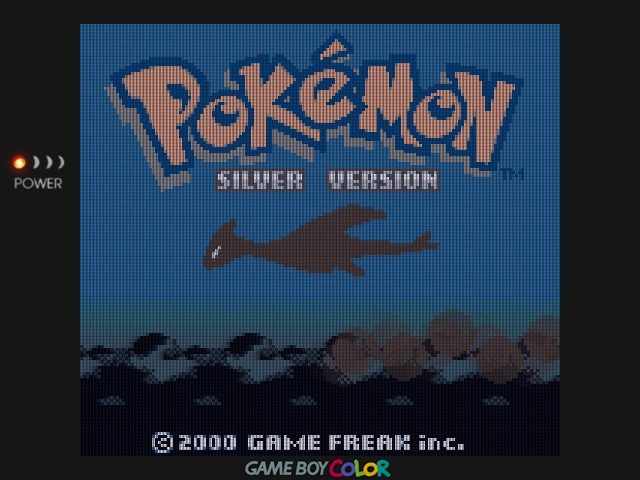 POKéMON
TM
SILVER VERSION
POWER
©2000 GAME FREAK inc.
GAME BOY COLOR